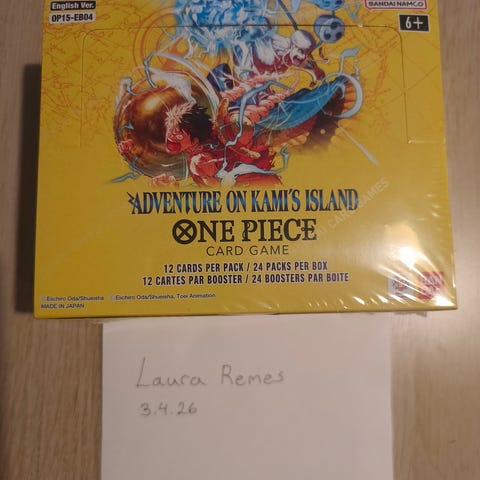 English Ver.
OP15-EB04
BANDAI NAMCO
6+
ADVENTURE ON KAMI'S ISLAND
ONE PIECE
CARD GAME
12 CARDS PER PACK / 24 PACKS PER BOX
12 CARTES PAR BOOSTER / 24 BOOSTERS PAR BOITE
©Eiichiro Oda/Shueisha ©Eiichiro Oda/Shueisha, Toei Animation
MADE IN JAPAN
Laura Remes
3.4.26